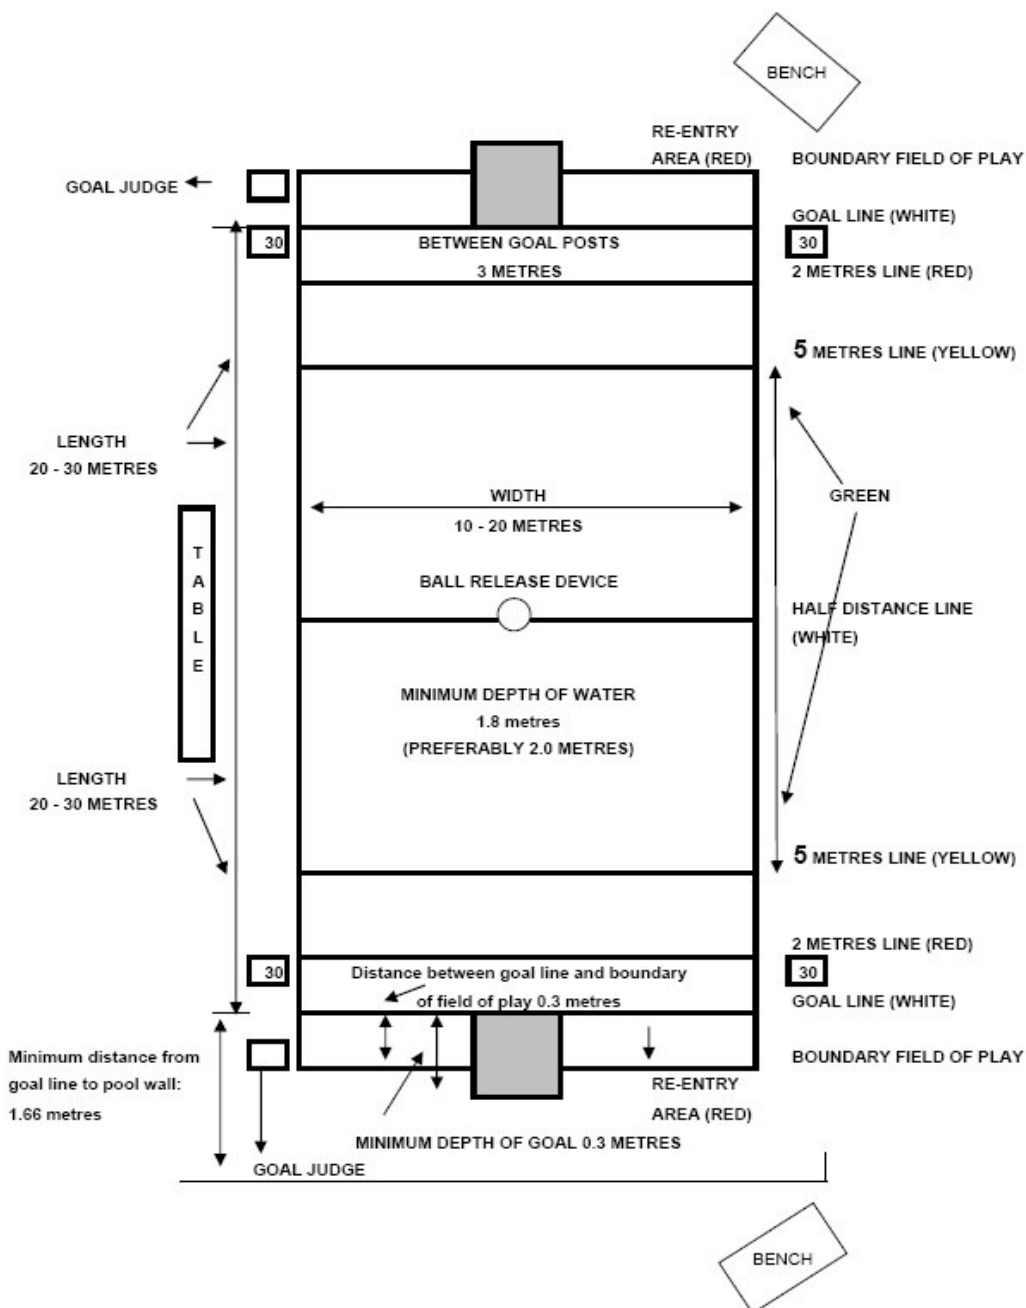 BENCH
RE-ENTRY
AREA (RED)
BOUNDARY FIELD OF PLAY
GOAL JUDGE
GOAL LINE (WHITE)
30
BETWEEN GOAL POSTS
30
3 METRES
2 METRES LINE (RED)
5 METRES LINE (YELLOW)
LENGTH
20 - 30 METRES
WIDTH
10 - 20 METRES
GREEN
TABLE
BALL RELEASE DEVICE
HALF DISTANCE LINE
(WHITE)
MINIMUM DEPTH OF WATER
1.8 metres
(PREFERABLY 2.0 METRES)
LENGTH
20 - 30 METRES
5 METRES LINE (YELLOW)
2 METRES LINE (RED)
30
Distance between goal line and boundary
of field of play 0.3 metres
30
GOAL LINE (WHITE)
Minimum distance from
goal line to pool wall:
1.66 metres
BOUNDARY FIELD OF PLAY
RE-ENTRY
AREA (RED)
MINIMUM DEPTH OF GOAL 0.3 METRES
GOAL JUDGE
BENCH